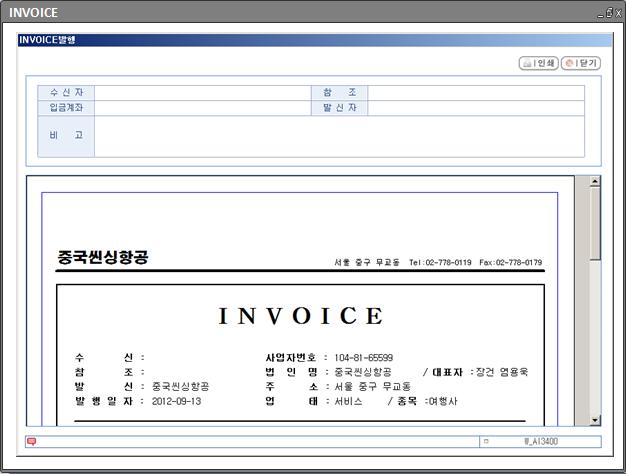 INVOICE
INVOICE발행
인쇄 닫기
수 신 자 참 조
입금계좌 발 신 자
비 고
중국씬싱항공 서울 중구 무교동 Tel:02-778-0119 Fax:02-778-0179
INVOICE
수 신 : 사업자번호 : 104-81-65599
참 조 : 법 인 명 : 중국씬싱항공 / 대표자 :장건 염용욱
발 신 : 중국씬싱항공 주 소 : 서울 중구 무교동
발 행 일 자 : 2012-09-13 업 태 : 서비스 / 종목 :여행사
W_AI3400